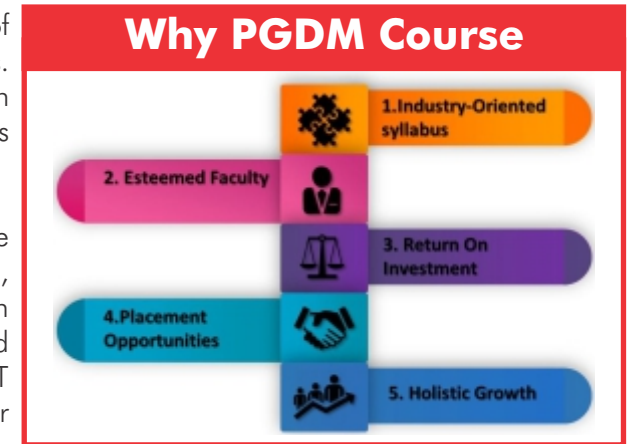 of
.
n
s
e
,
n
d
T
r
Why PGDM Course
1.Industry-Oriented
syllabus
2. Esteemed Faculty
3. Return On
Investment
4.Placement
Opportunities
5. Holistic Growth